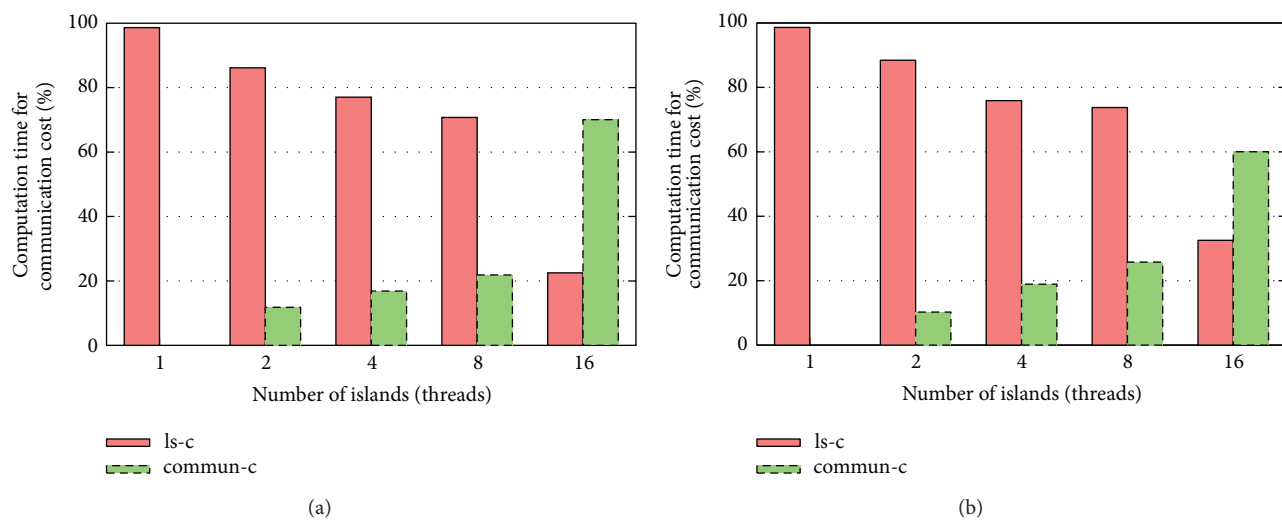 100
80
60
40
20
0
Computation time for
communication cost (%)
1
2
4
8
16
Number of islands (threads)
ls-c
commun-c
(a)
100
80
60
40
20
0
Computation time for
communication cost (%)
1
2
4
8
16
Number of islands (threads)
ls-c
commun-c
(b)